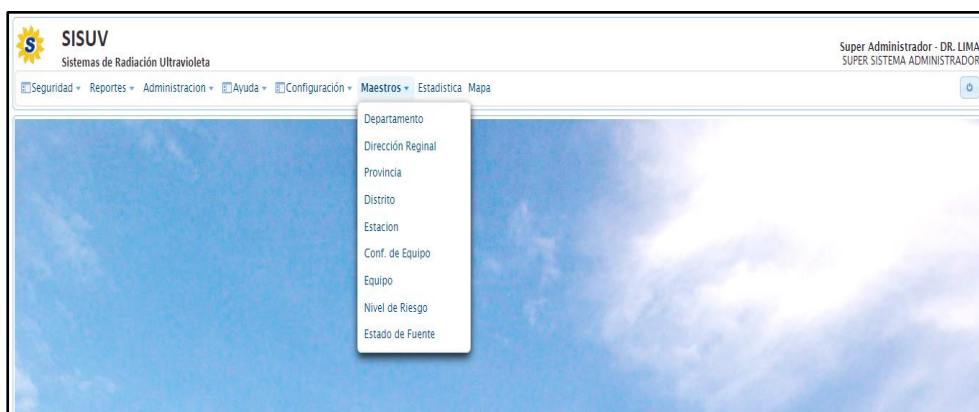 S
SISUV
Sistemas de Radiación Ultravioleta
Super Administrador - DR. LIMA
SUPER SISTEMA ADMINISTRADOR
Seguridad Reportes Administracion Ayuda Configuración Maestros Estadistica Mapa
Departamento
Dirección Reginal
Provincia
Distrito
Estacion
Conf. de Equipo
Equipo
Nivel de Riesgo
Estado de Fuente